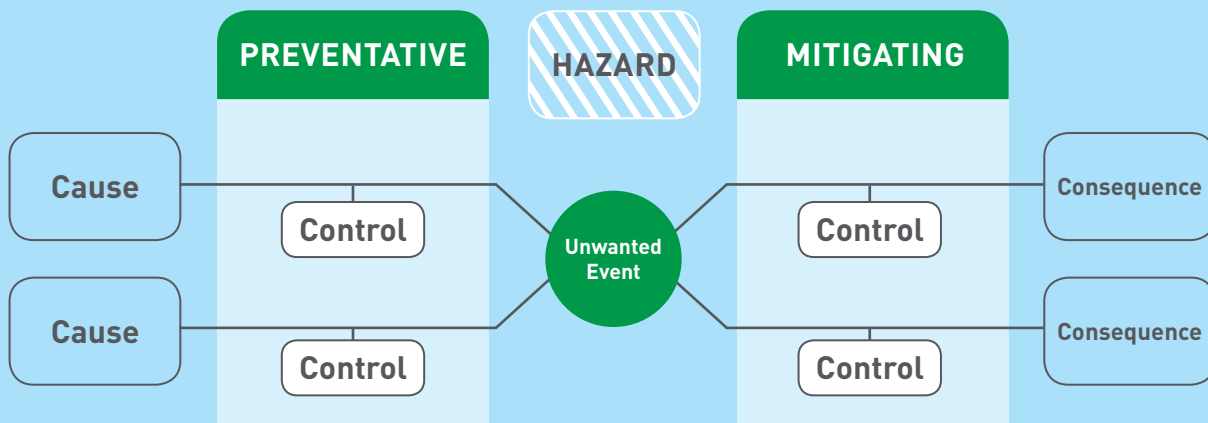 PREVENTATIVE
HAZARD
MITIGATING
Cause
Control
Unwanted
Event
Control
Consequence
Cause
Control
Control
Consequence